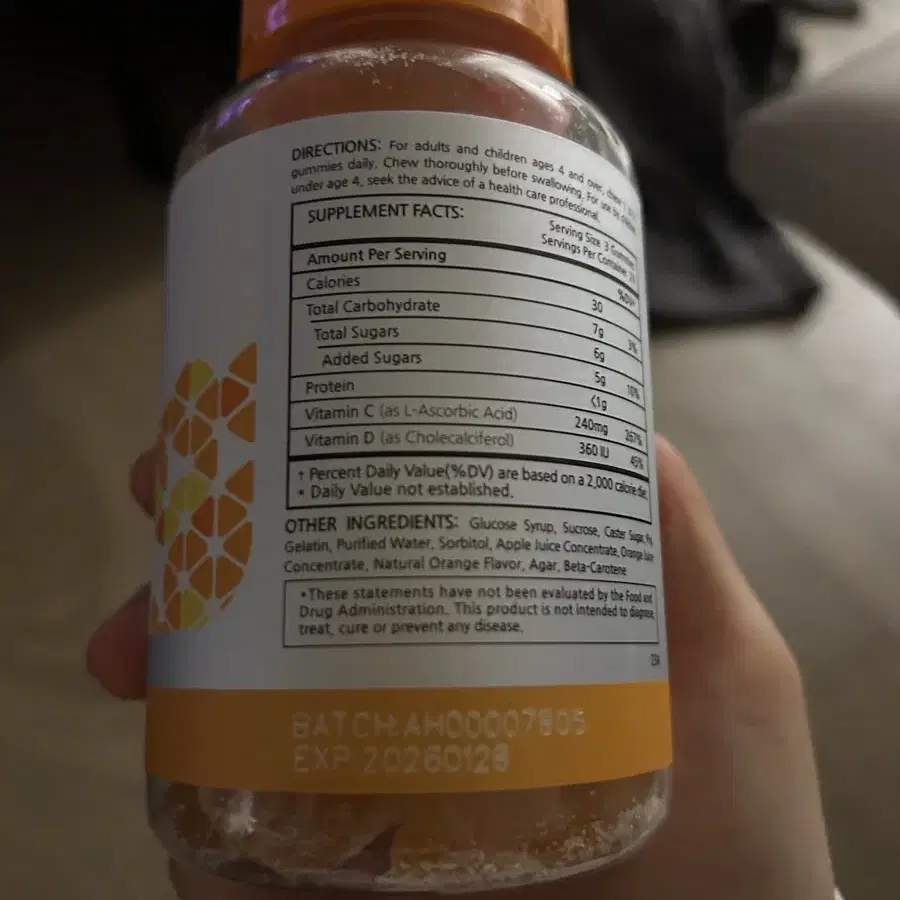 DIRECTIONS: For adults and children ages 4 and over, chew
gummies daily. Chew thoroughly before swallowing. For use by children
under age 4, seek the advice of a health care professional.
SUPPLEMENT FACTS:
Serving Size 3 Gummies
Servings Per Container
Amount Per Serving
%DV†
Calories 30
Total Carbohydrate 7g 3%
Total Sugars 6g
Added Sugars 5g 10%
Protein <1g
Vitamin C (as L-Ascorbic Acid) 240mg 267%
Vitamin D (as Cholecalciferol) 360 IU 45%
† Percent Daily Value(%DV) are based on a 2,000 calorie diet.
* Daily Value not established.
OTHER INGREDIENTS: Glucose Syrup, Sucrose, Caster Sugar, Pig
Gelatin, Purified Water, Sorbitol, Apple Juice Concentrate, Orange Juice
Concentrate, Natural Orange Flavor, Agar, Beta-Carotene
*These statements have not been evaluated by the Food and
Drug Administration. This product is not intended to diagnose,
treat, cure or prevent any disease.
BATCH:AH00007805
EXP:20260128